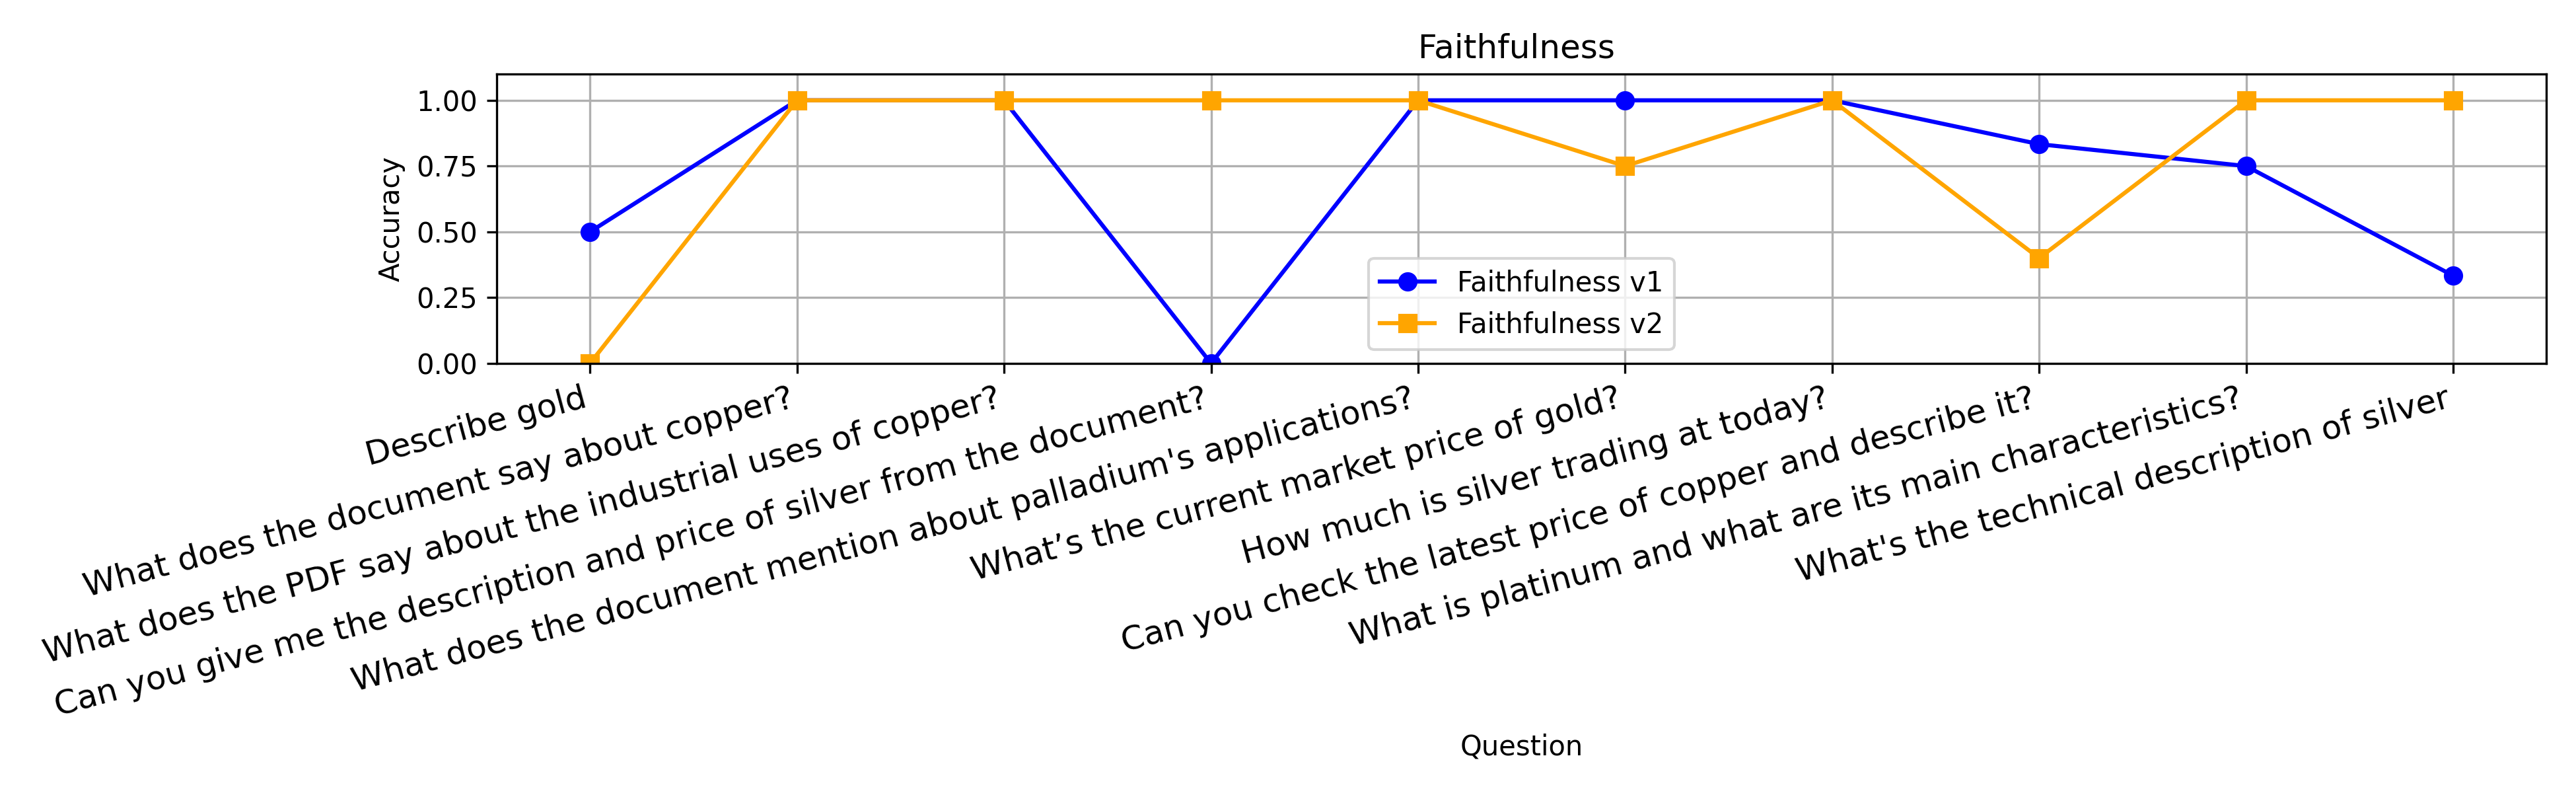 Faithfulness
Accuracy
1.00
0.75
0.50
0.25
0.00
Faithfulness v1
Faithfulness v2
Describe gold
What does the document say about copper?
What does the PDF say about the industrial uses of copper?
Can you give me the description and price of silver from the document?
What does the document mention about palladium's applications?
What’s the current market price of gold?
How much is silver trading at today?
Can you check the latest price of copper and describe it?
What is platinum and what are its main characteristics?
What's the technical description of silver
Question